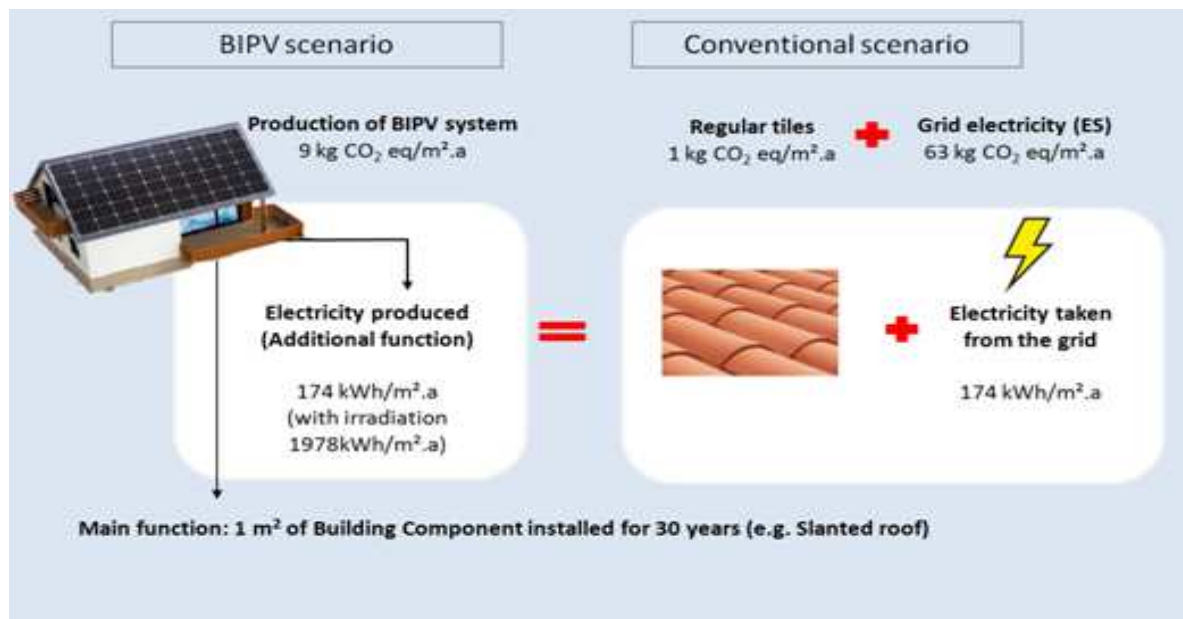 BIPV scenario
Conventional scenario
Production of BIPV system
9 kg CO₂ eq/m².a
Regular tiles
1 kg CO₂ eq/m².a
Grid electricity (ES)
63 kg CO₂ eq/m².a
Electricity produced
(Additional function)
174 kWh/m².a
(with irradiation
1978kWh/m².a)
Electricity taken
from the grid
174 kWh/m².a
Main function: 1 m² of Building Component installed for 30 years (e.g. Slanted roof)